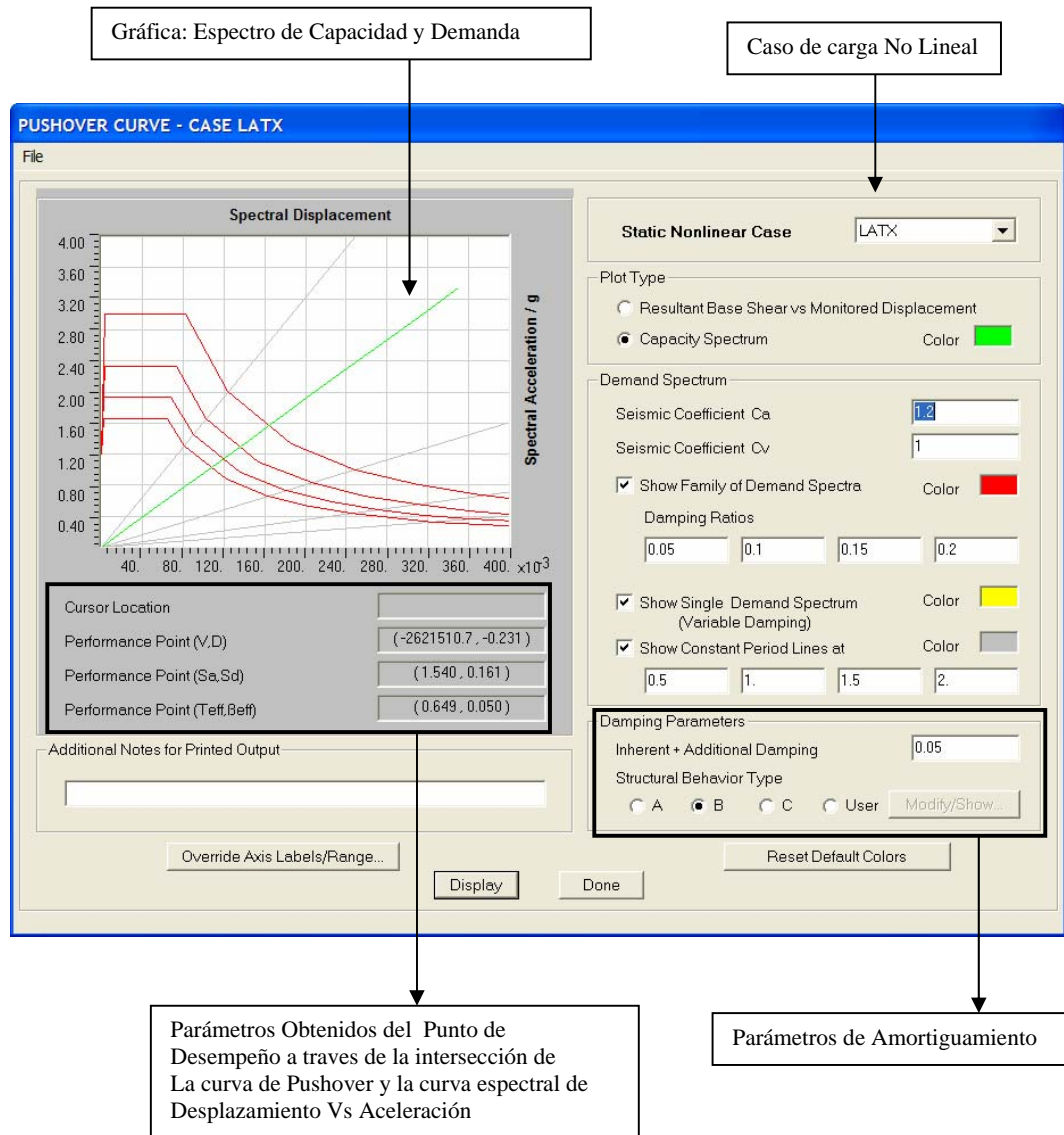 Gráfica: Espectro de Capacidad y Demanda
Caso de carga No Lineal
PUSHOVER CURVE - CASE LATX
File
Spectral Displacement
4.00
3.60
3.20
2.80
2.40
2.00
1.60
1.20
0.80
0.40
40. 80. 120. 160. 200. 240. 280. 320. 360. 400. x10-3
Spectral Acceleration / g
Cursor Location
Performance Point (V,D) (-2621510.7 , -0.231 )
Performance Point (Sa,Sd) ( 1.540 , 0.161 )
Performance Point (Teff,Βeff) ( 0.649 , 0.050 )
Additional Notes for Printed Output
Override Axis Labels/Range...
Static Nonlinear Case LATX
Plot Type
Resultant Base Shear vs Monitored Displacement
Capacity Spectrum Color
Demand Spectrum
Seismic Coefficient Ca 1.2
Seismic Coefficient Cv 1
Show Family of Demand Spectra Color
Damping Ratios
0.05 0.1 0.15 0.2
Show Single Demand Spectrum Color
(Variable Damping)
Show Constant Period Lines at Color
0.5 1. 1.5 2.
Damping Parameters
Inherent + Additional Damping 0.05
Structural Behavior Type
A B C User Modify/Show...
Reset Default Colors
Display Done
Parámetros Obtenidos del Punto de
Desempeño a traves de la intersección de
La curva de Pushover y la curva espectral de
Desplazamiento Vs Aceleración
Parámetros de Amortiguamiento